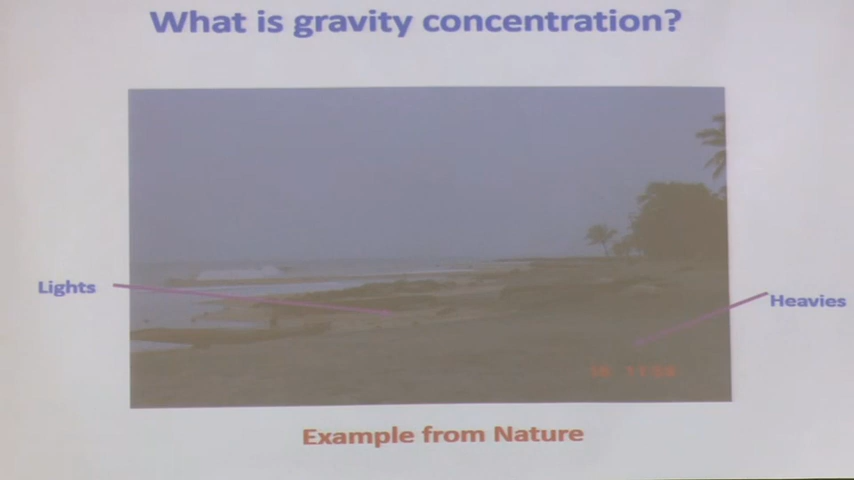 What is gravity concentration?
Lights
Heavies
Example from Nature